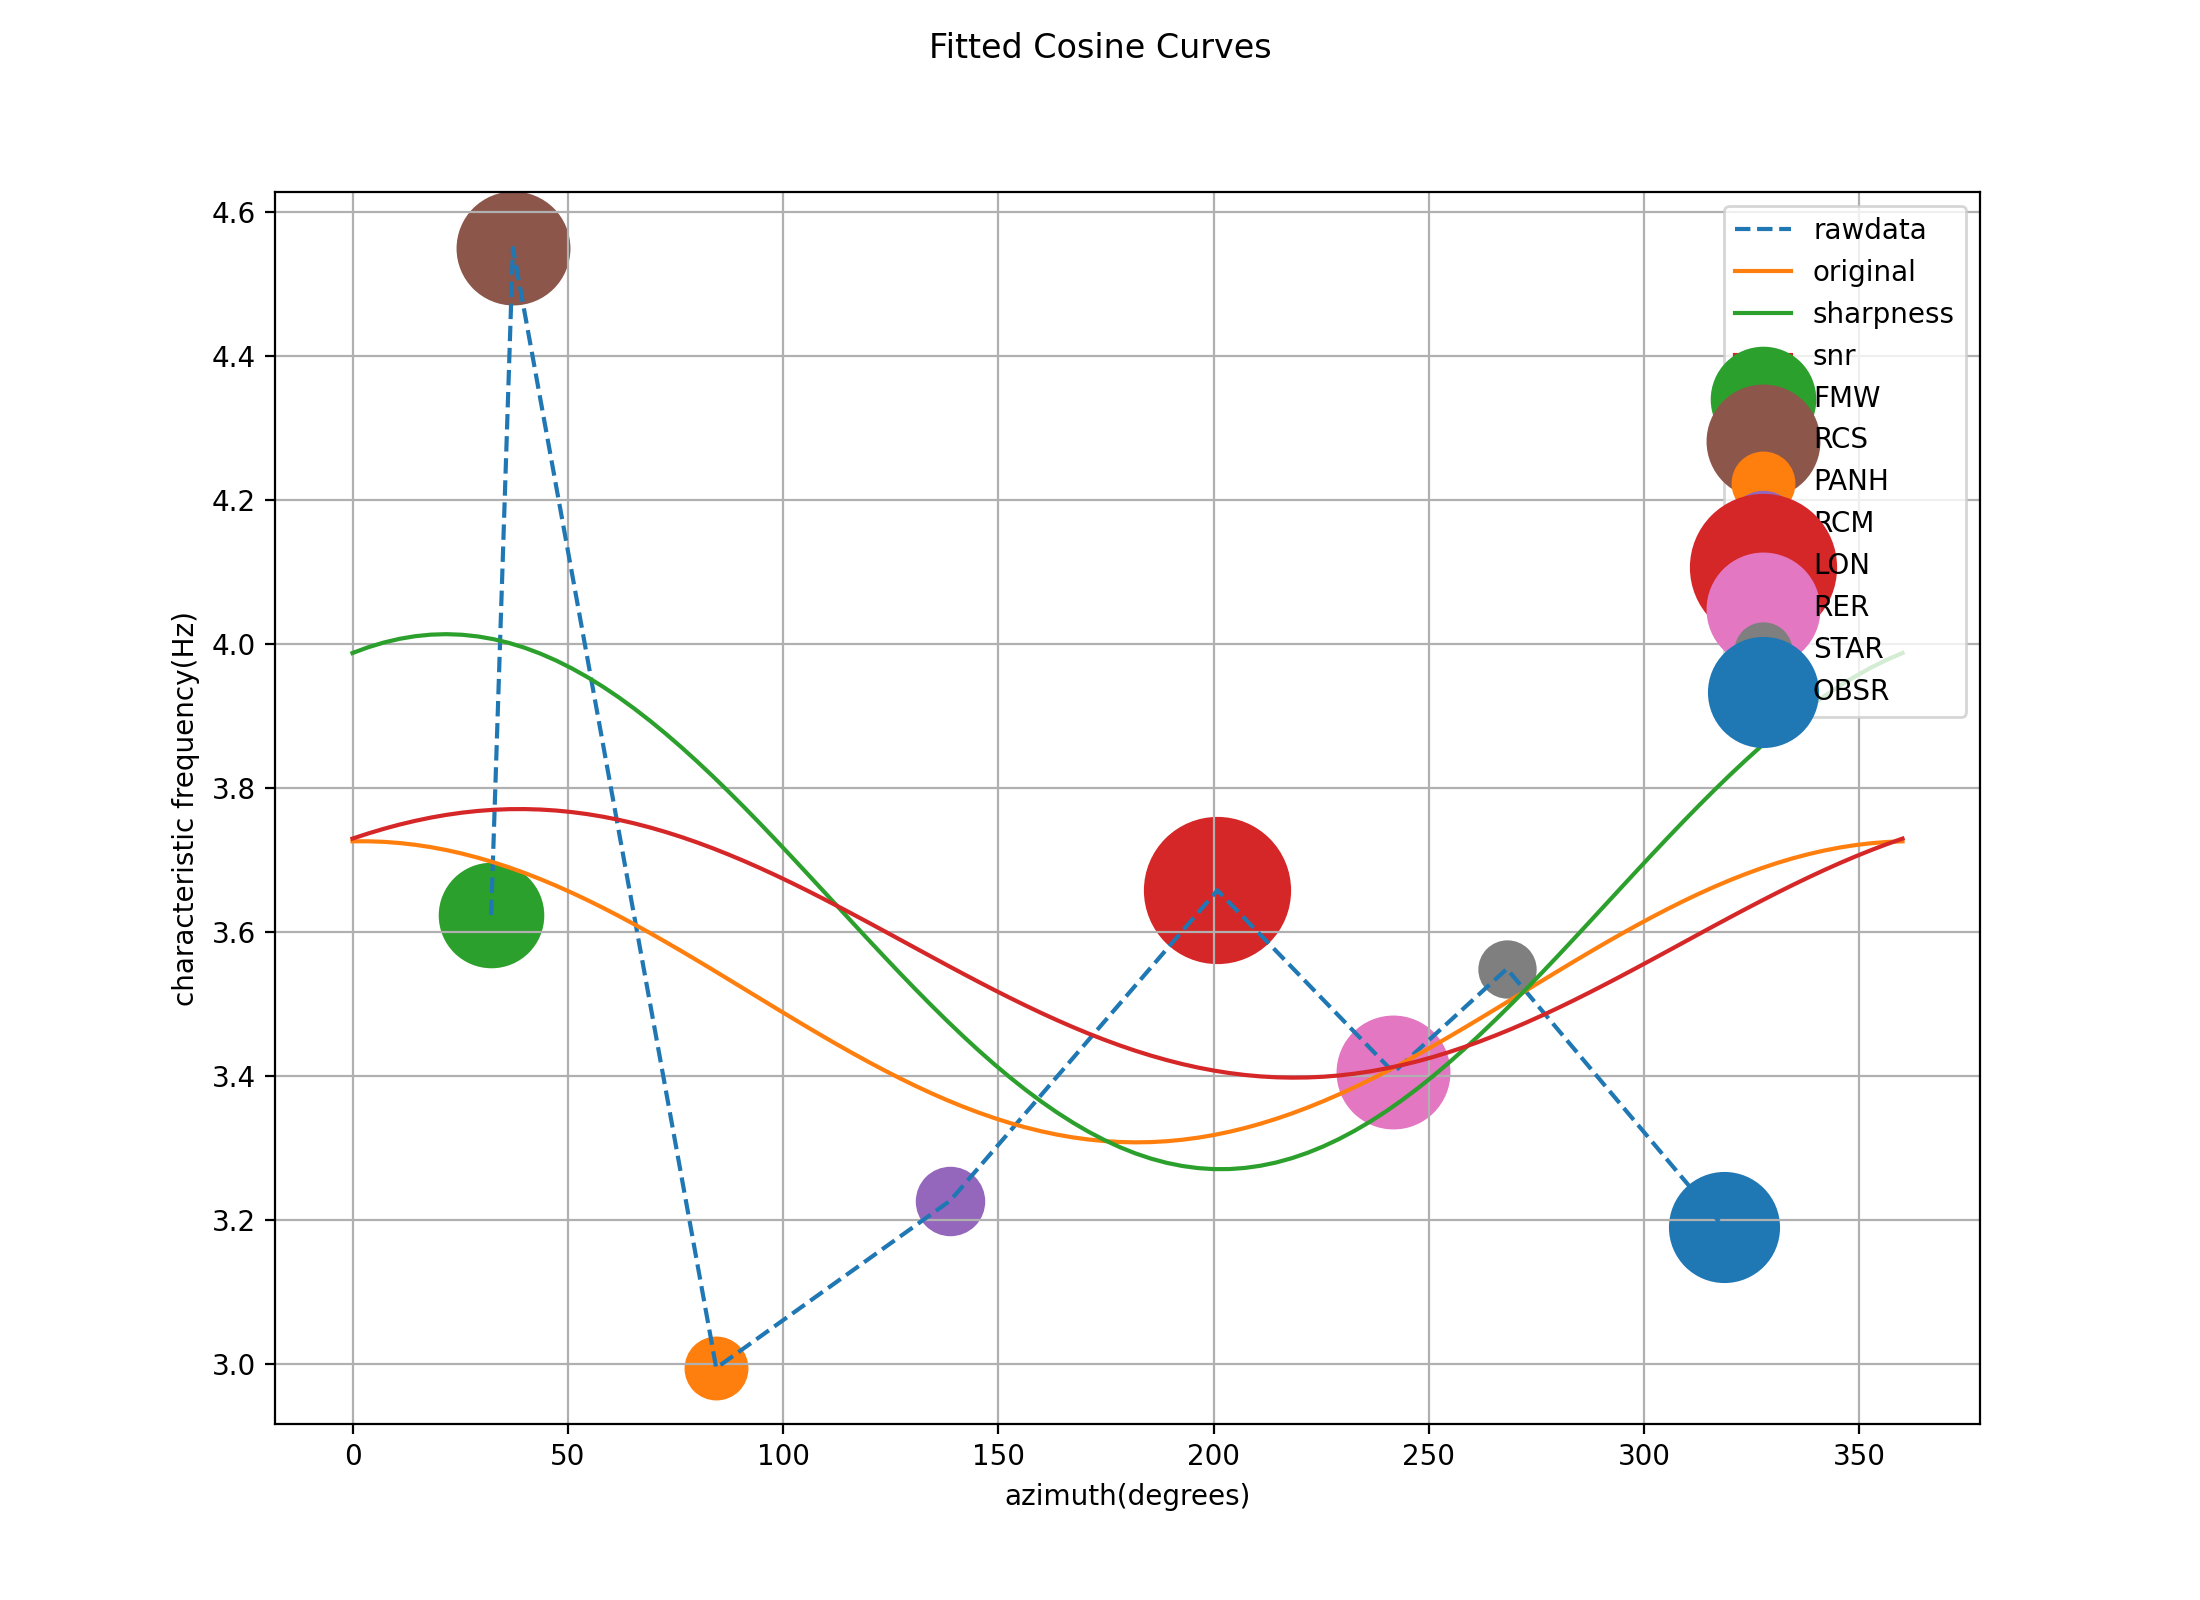 Fitted Cosine Curves
4.6
4.4
4.2
4.0
3.8
3.6
3.4
3.2
3.0
characteristic frequency(Hz)
rawdata
original
sharpness
snr
FMW
RCS
PANH
RCM
LON
RER
STAR
OBSR
0 50 100 150 200 250 300 350
azimuth(degrees)